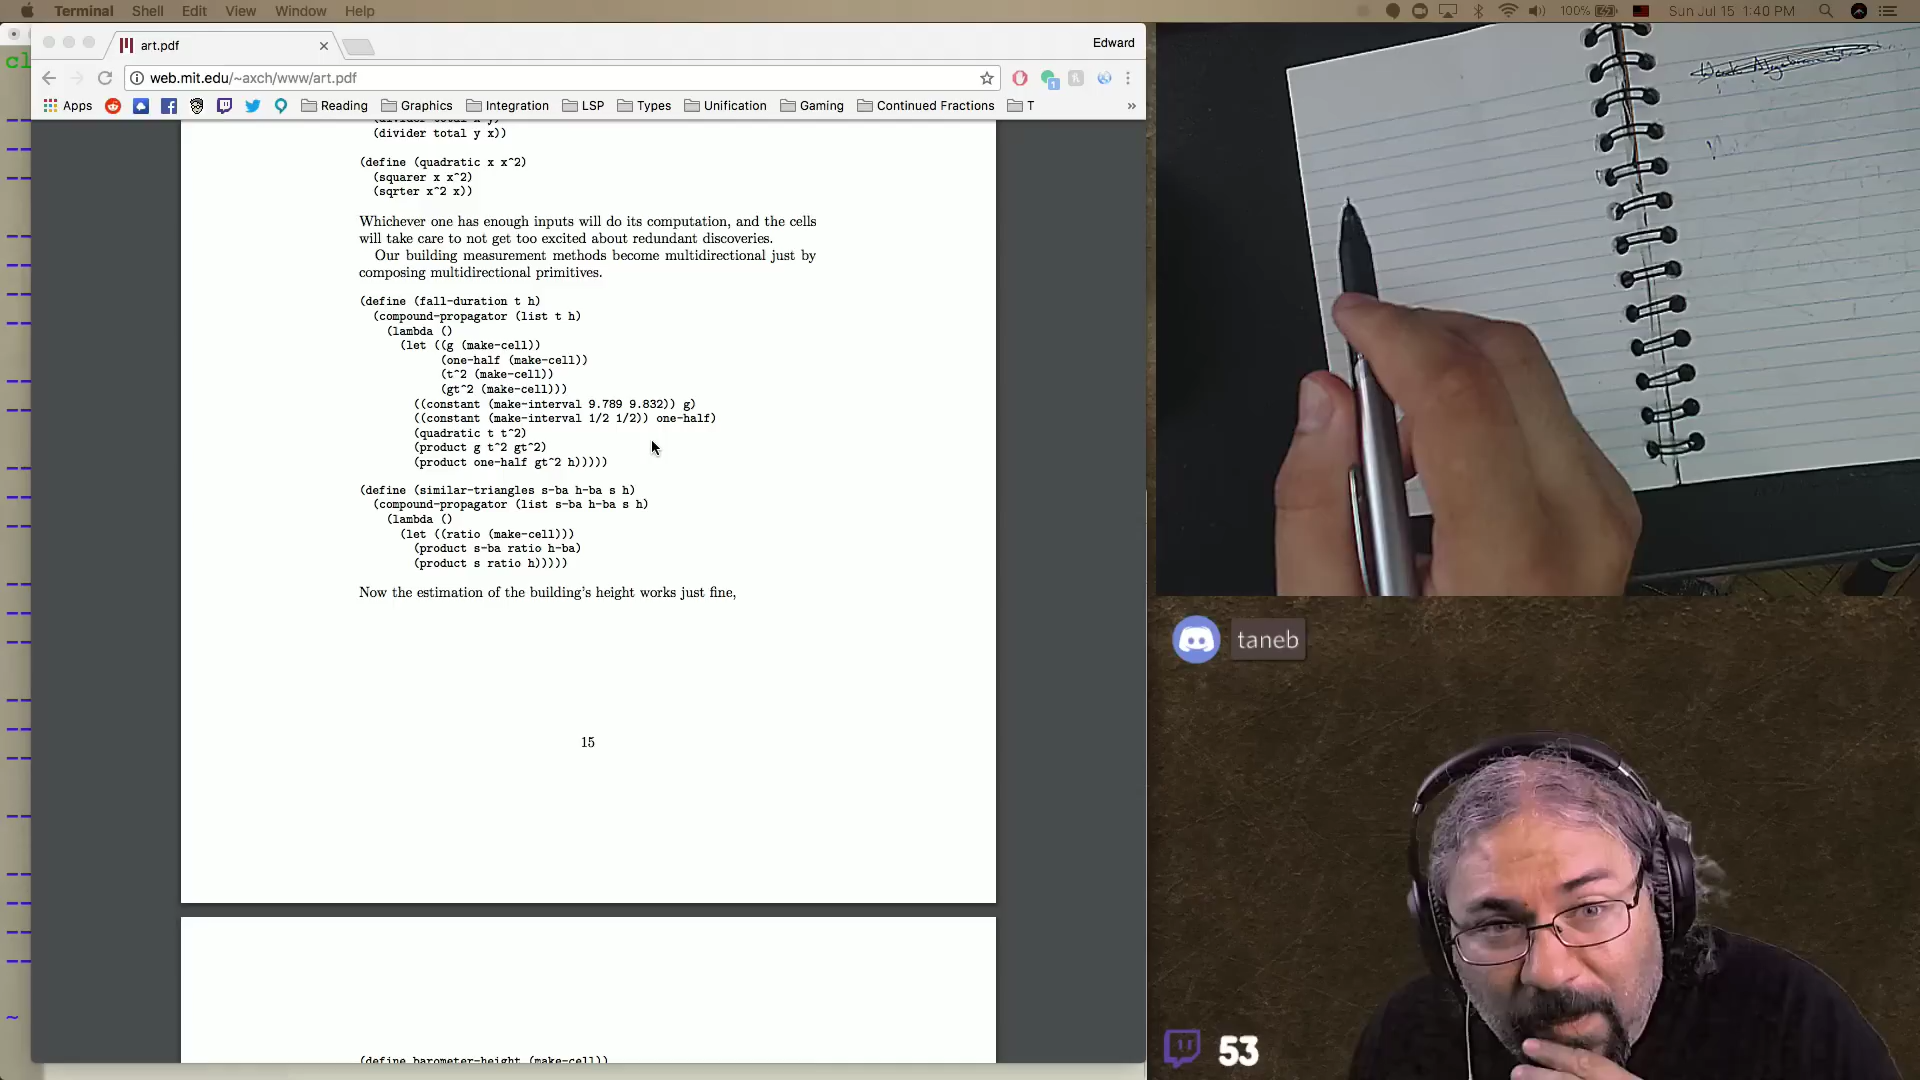 Terminal Shell Edit View Window Help 100% Sun Jul 15 1:40 PM
art.pdf Edward
web.mit.edu/~axch/www/art.pdf
Apps Reading Graphics Integration LSP Types Unification Gaming Continued Fractions T »
(divider total x y)
(divider total y x))
(define (quadratic x x^2)
(squarer x x^2)
(sqrter x^2 x))
Whichever one has enough inputs will do its computation, and the cells
will take care to not get too excited about redundant discoveries.
Our building measurement methods become multidirectional just by
composing multidirectional primitives.
(define (fall-duration t h)
(compound-propagator (list t h)
(lambda ()
(let ((g (make-cell))
(one-half (make-cell))
(t^2 (make-cell))
(gt^2 (make-cell)))
((constant (make-interval 9.789 9.832)) g)
((constant (make-interval 1/2 1/2)) one-half)
(quadratic t t^2)
(product g t^2 gt^2)
(product one-half gt^2 h)))))
(define (similar-triangles s-ba h-ba s h)
(compound-propagator (list s-ba h-ba s h)
(lambda ()
(let ((ratio (make-cell)))
(product s-ba ratio h-ba)
(product s ratio h)))))
Now the estimation of the building's height works just fine,
15
(define barometer-height (make-cell))
cl
~
taneb
53